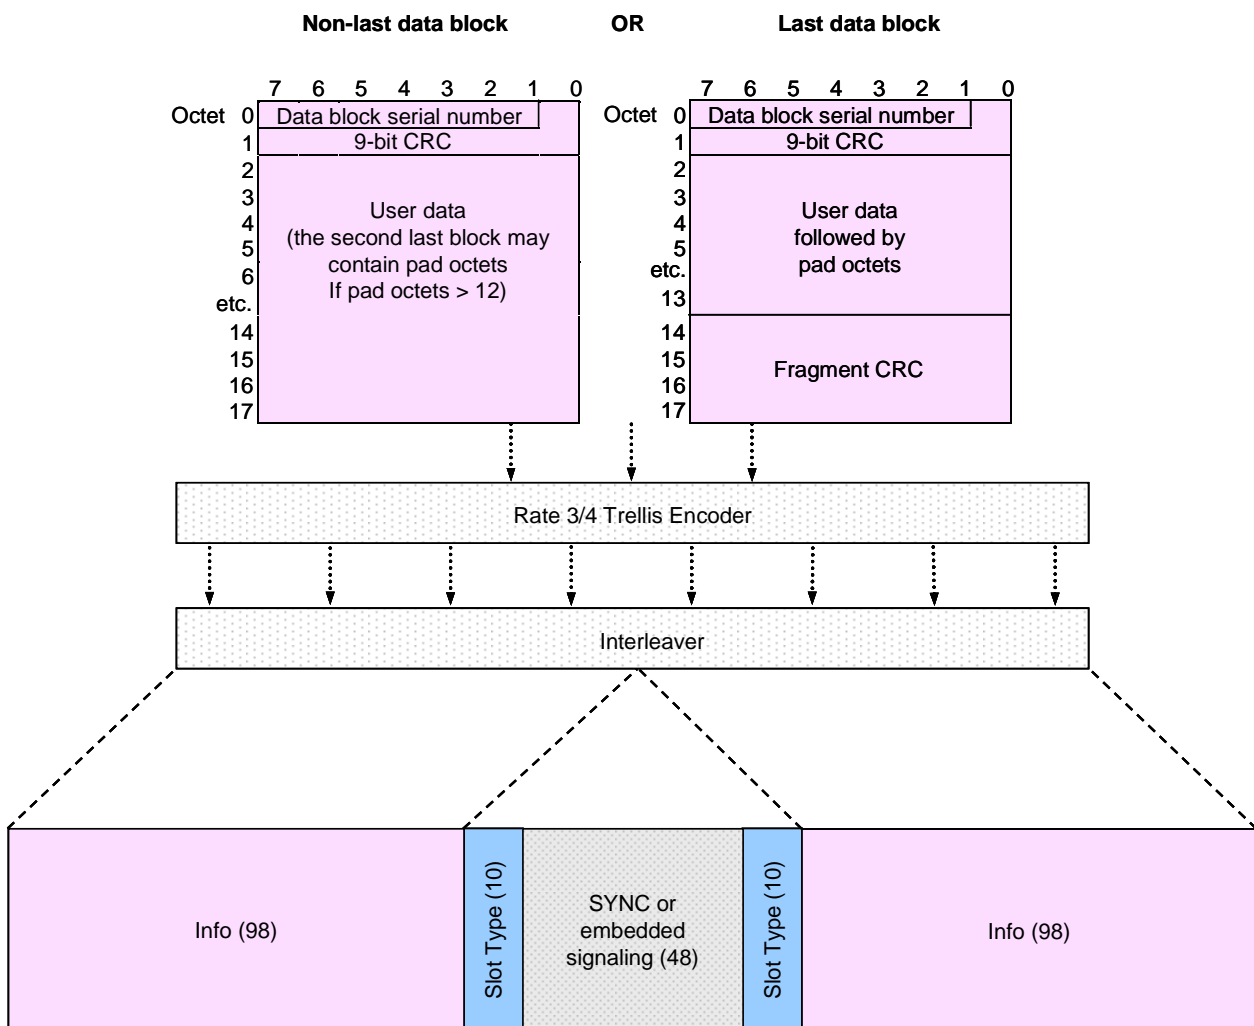 Non-last data block OR Last data block
7 6 5 4 3 2 1 0
7 6 5 4 3 2 1 0
Octet 0 Data block serial number
1 9-bit CRC
2
3
4
5
6
etc.
14
15
16
17
User data
(the second last block may
contain pad octets
If pad octets > 12)
Octet 0 Data block serial number
1 9-bit CRC
2
3
4
5
etc.
13
User data
followed by
pad octets
14
15
16
17
Fragment CRC
Rate 3/4 Trellis Encoder
Interleaver
Info (98)
Slot Type (10)
SYNC or
embedded
signaling (48)
Slot Type (10)
Info (98)